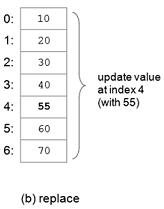 0: 10
1: 20
2: 30
3: 40
4: 55
5: 60
6: 70
update value
at index 4
(with 55)
(b) replace